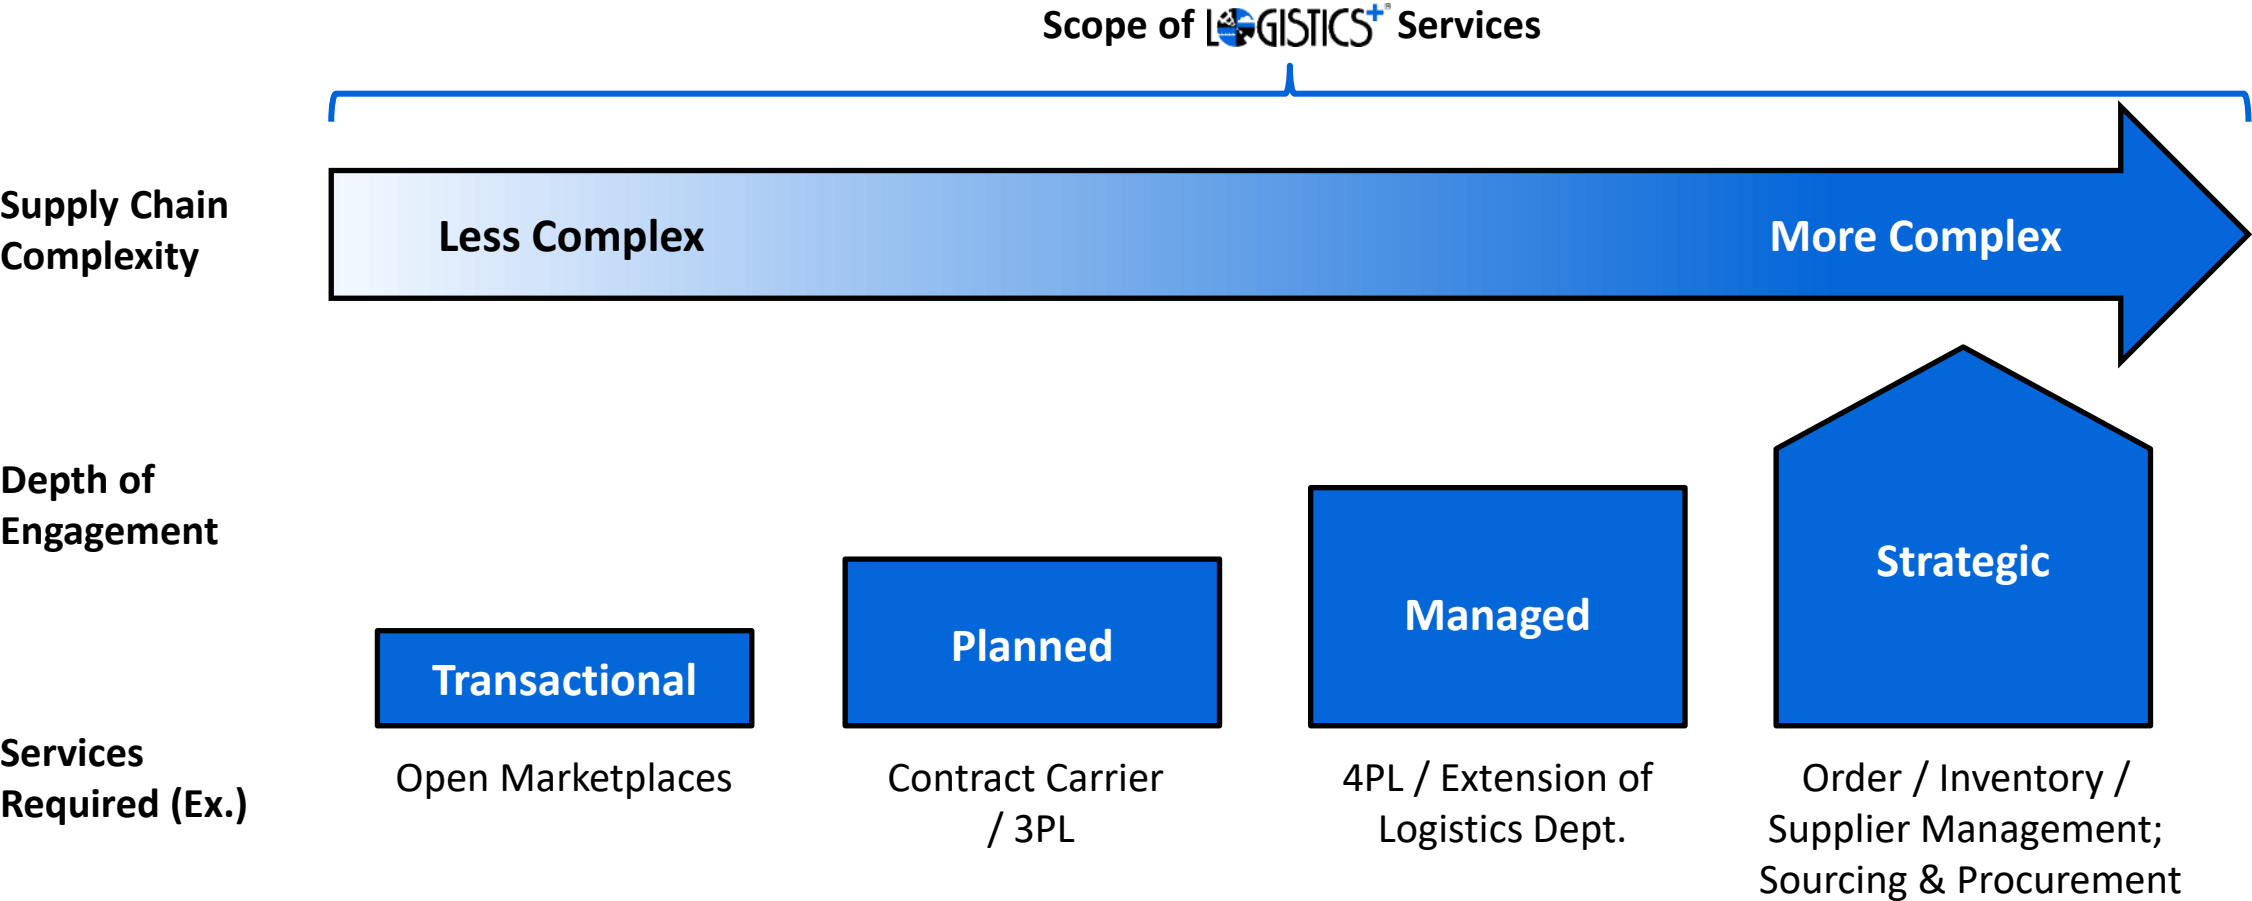 Scope of LOGISTICS+® Services
Supply Chain
Complexity
Less Complex
More Complex
Depth of
Engagement
Transactional
Planned
Managed
Strategic
Services
Required (Ex.)
Open Marketplaces
Contract Carrier
/ 3PL
4PL / Extension of
Logistics Dept.
Order / Inventory /
Supplier Management;
Sourcing & Procurement